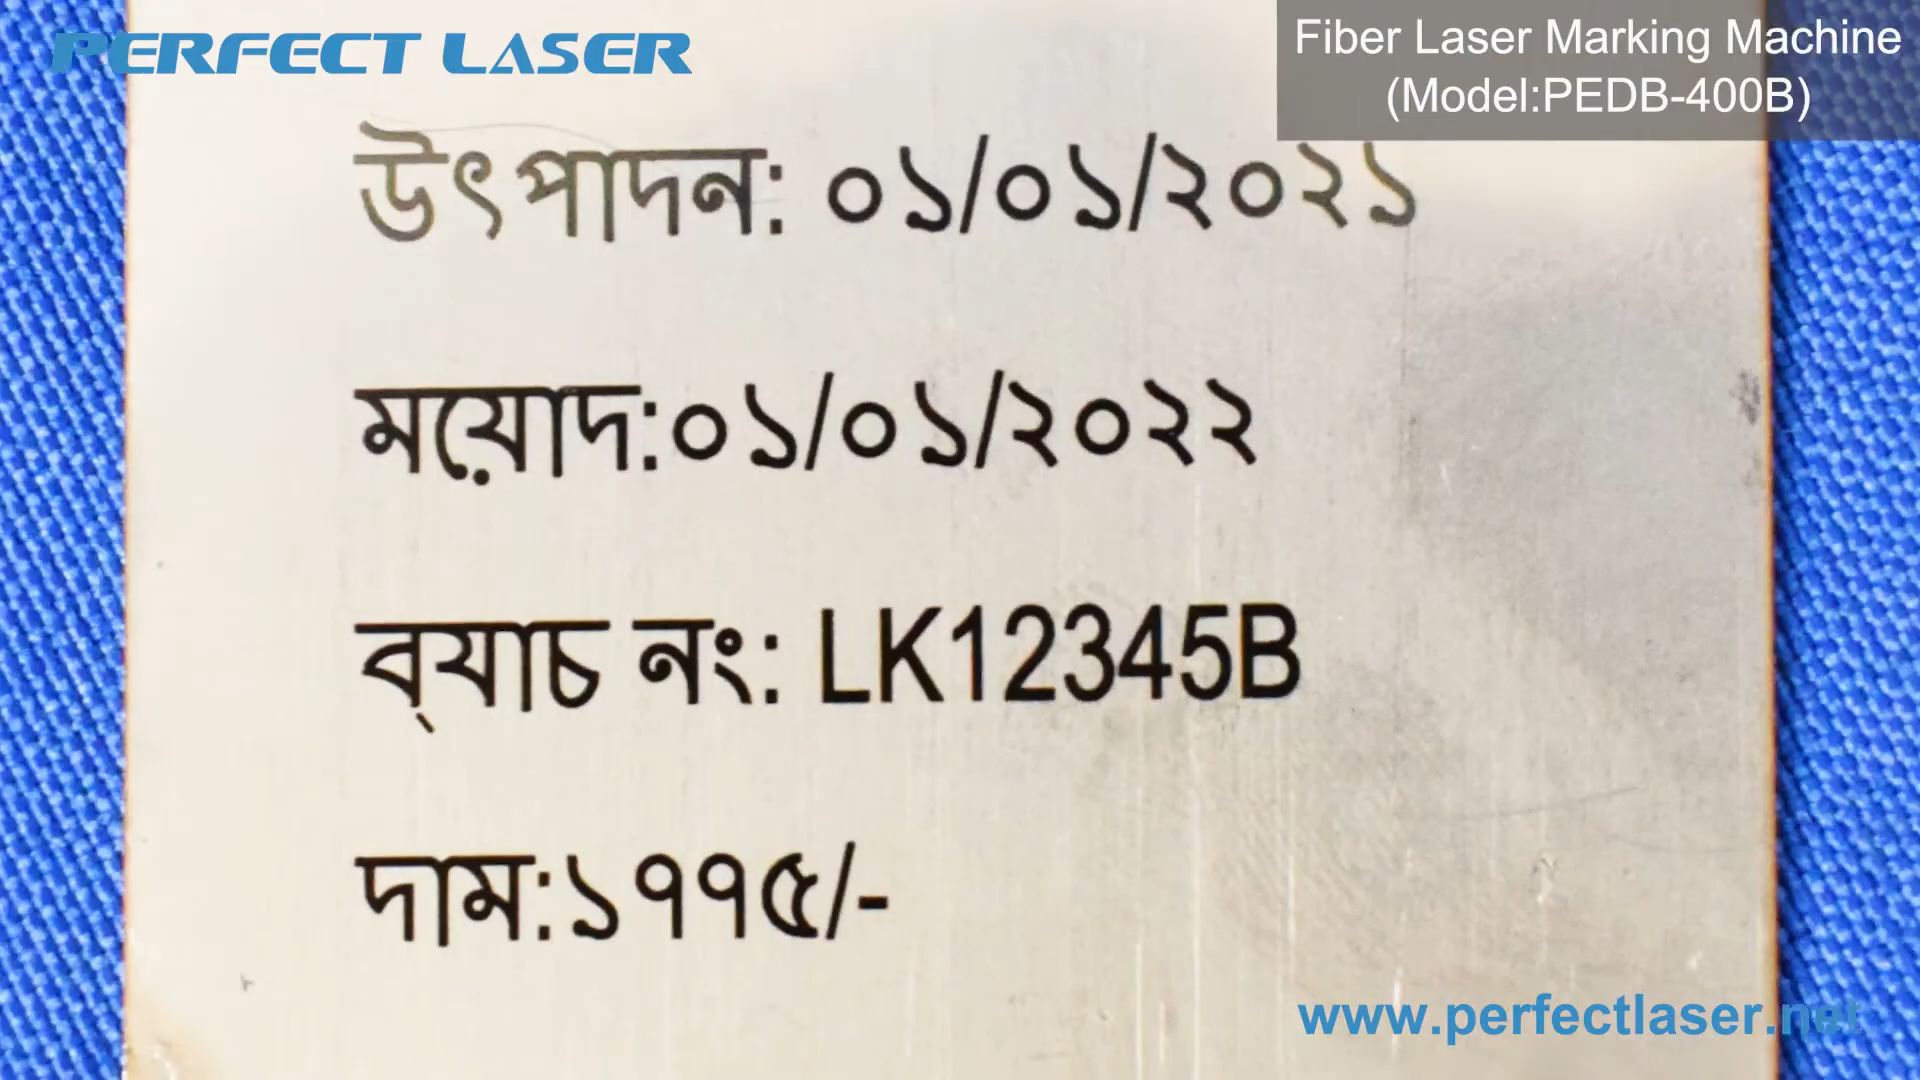 PERFECT LASER
Fiber Laser Marking Machine
(Model:PEDB-400B)
উৎপাদন: ০১/০১/২০২১
ময়োদ:০১/০১/২০২২
ব্‌যাচ নং: LK12345B
দাম:১৭৭৫/-
www.perfectlaser.net